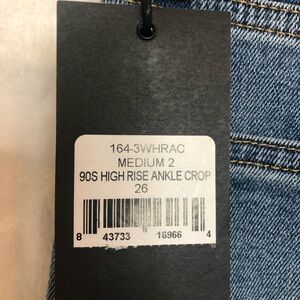 164-3WHRAC
MEDIUM 2
90S HIGH RISE ANKLE CROP
26
8 43733 16966 4